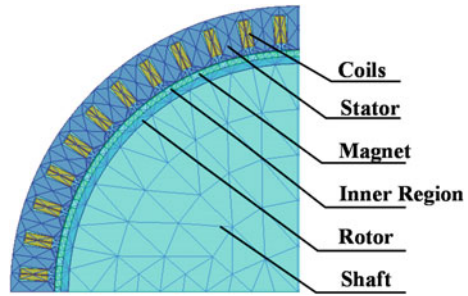 Coils
Stator
Magnet
Inner Region
Rotor
Shaft